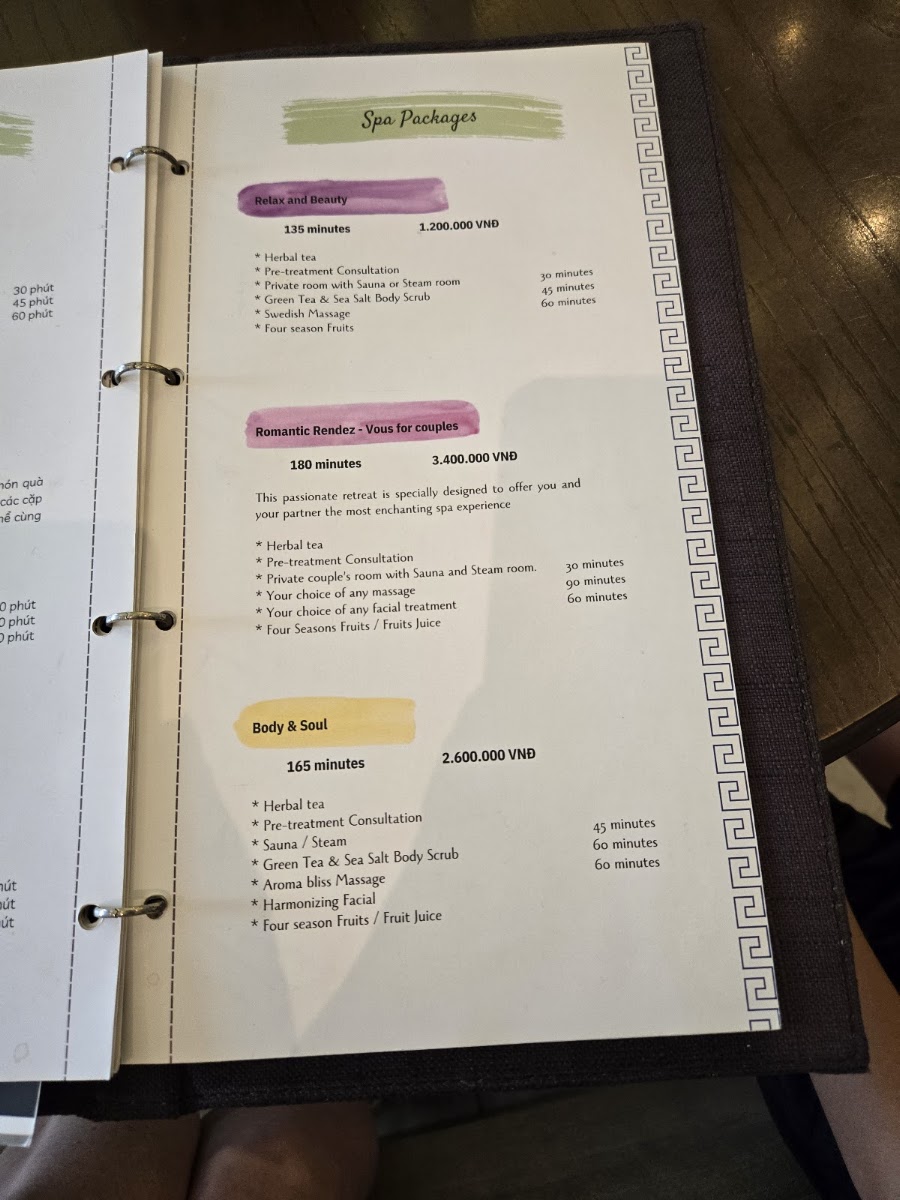 30 phút
45 phút
60 phút
món quà
các cặp
phút
phút
phút
Spa Packages
Relax and Beauty
135 minutes 1.200.000 VNĐ
* Herbal tea
* Pre-treatment Consultation
* Private room with Sauna or Steam room 30 minutes
* Green Tea & Sea Salt Body Scrub 45 minutes
* Swedish Massage 60 minutes
* Four season Fruits
Romantic Rendez - Vous for couples
180 minutes 3.400.000 VNĐ
This passionate retreat is specially designed to offer you and
your partner the most enchanting spa experience
* Herbal tea
* Pre-treatment Consultation
* Private couple's room with Sauna and Steam room. 30 minutes
* Your choice of any massage 90 minutes
* Your choice of any facial treatment 60 minutes
* Four Seasons Fruits / Fruits Juice
Body & Soul
165 minutes 2.600.000 VNĐ
* Herbal tea
* Pre-treatment Consultation
* Sauna / Steam
* Green Tea & Sea Salt Body Scrub 45 minutes
* Aroma bliss Massage 60 minutes
* Harmonizing Facial 60 minutes
* Four season Fruits / Fruit Juice